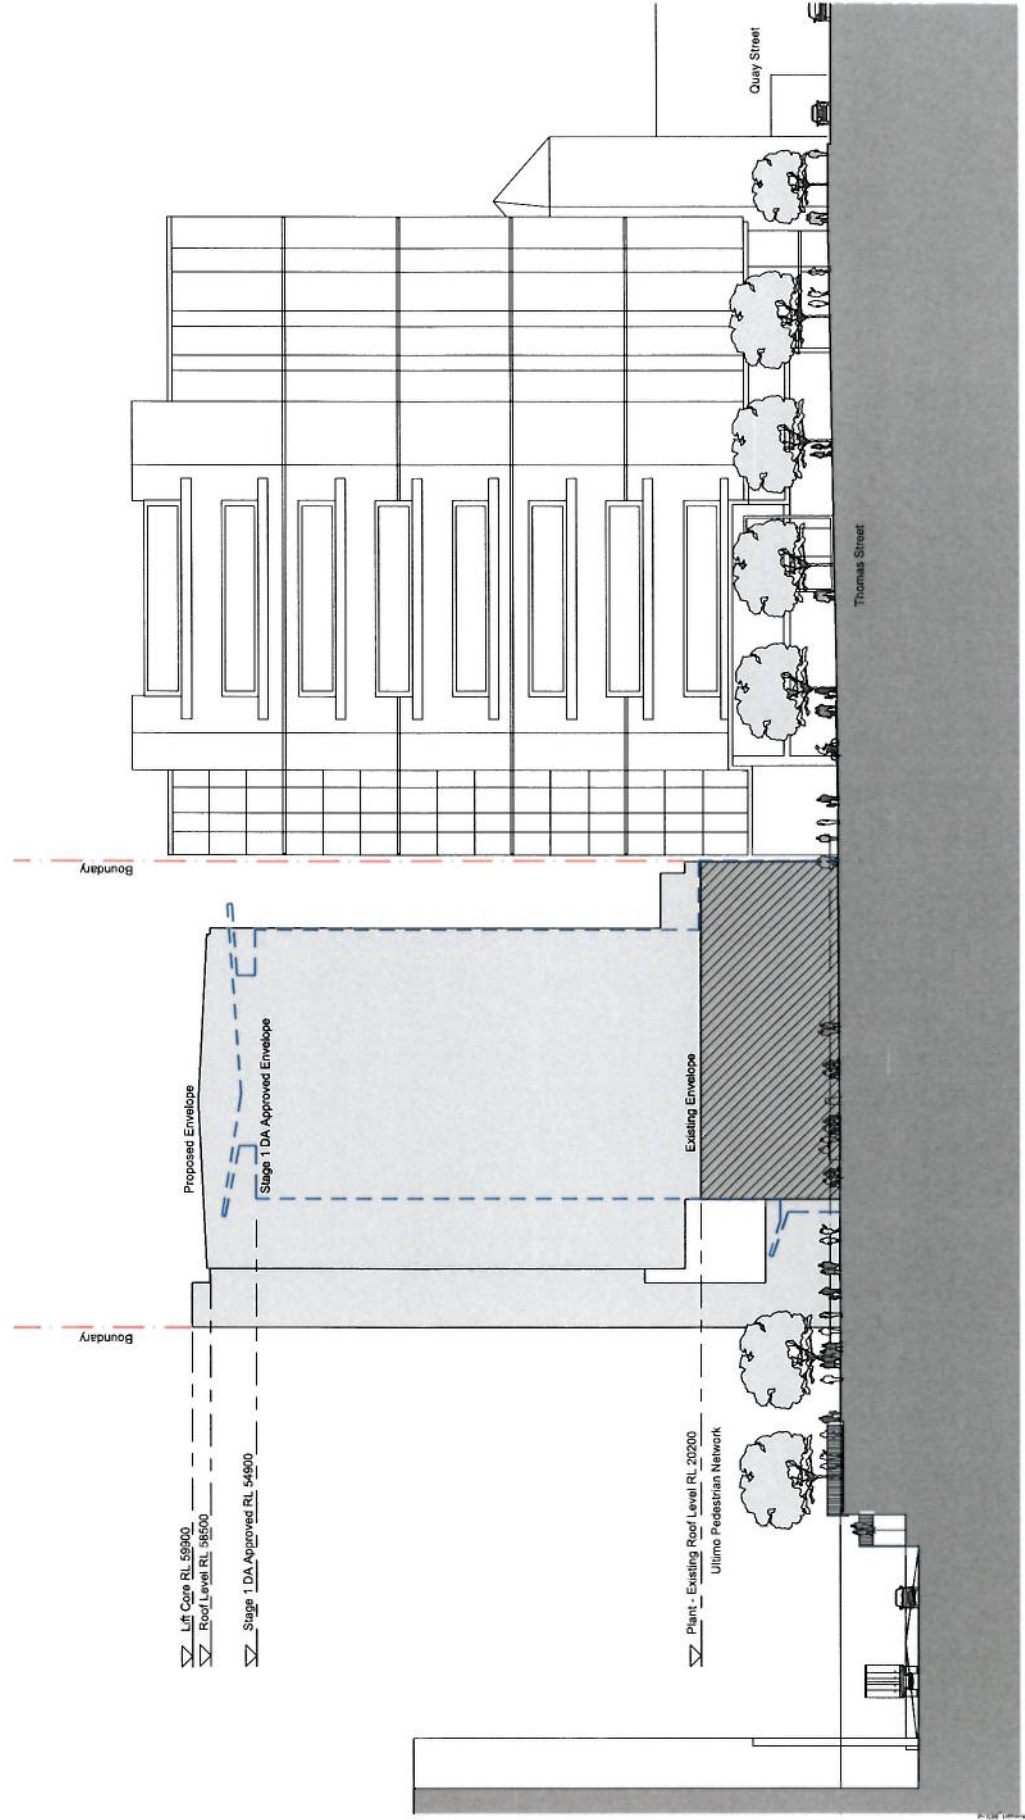 Lift Core RL 59900
Roof Level RL 58500
Stage 1 DA Approved RL 54900
Plant - Existing Roof Level RL 20200
Ultimo Pedestrian Network
Boundary
Proposed Envelope
Stage 1 DA Approved Envelope
Existing Envelope
Boundary
Thomas Street
Quay Street